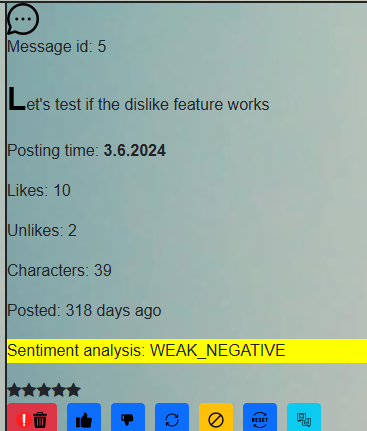 Message id: 5
Let's test if the dislike feature works
Posting time: 3.6.2024
Likes: 10
Unlikes: 2
Characters: 39
Posted: 318 days ago
Sentiment analysis: WEAK_NEGATIVE
RESET